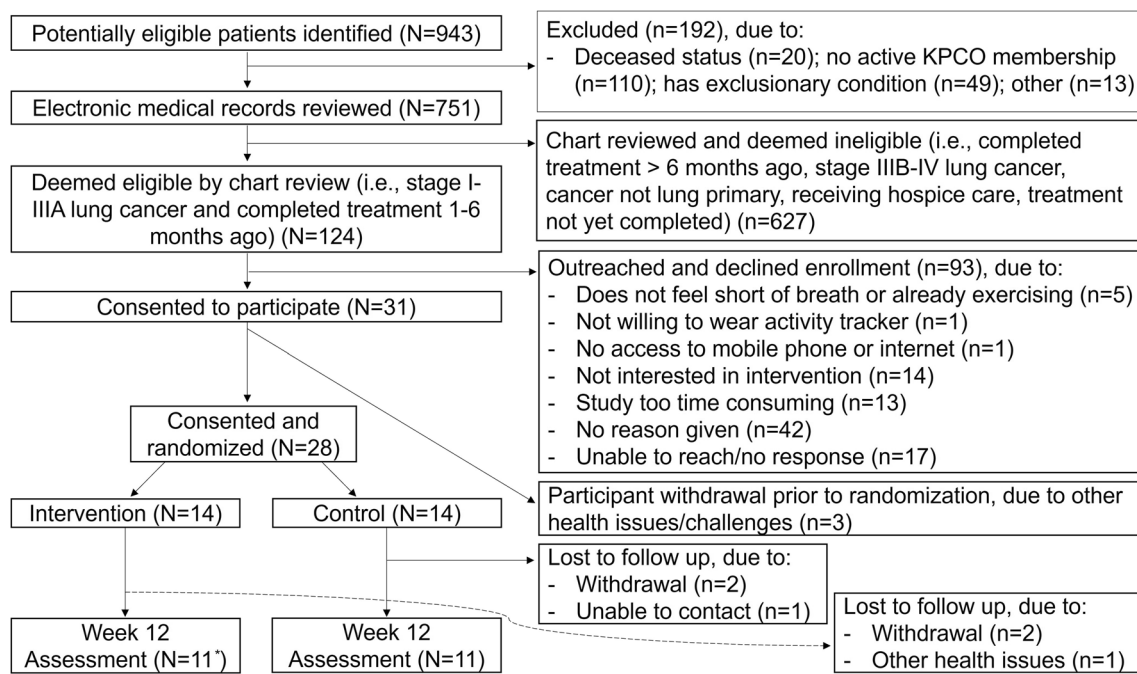 Potentially eligible patients identified (N=943)
Excluded (n=192), due to:
- Deceased status (n=20); no active KPCO membership
(n=110); has exclusionary condition (n=49); other (n=13)
Electronic medical records reviewed (N=751)
Chart reviewed and deemed ineligible (i.e., completed
treatment > 6 months ago, stage IIIB-IV lung cancer,
cancer not lung primary, receiving hospice care, treatment
not yet completed) (n=627)
Deemed eligible by chart review (i.e., stage I-
IIIA lung cancer and completed treatment 1-6
months ago) (N=124)
Outreached and declined enrollment (n=93), due to:
- Does not feel short of breath or already exercising (n=5)
- Not willing to wear activity tracker (n=1)
- No access to mobile phone or internet (n=1)
- Not interested in intervention (n=14)
- Study too time consuming (n=13)
- No reason given (n=42)
- Unable to reach/no response (n=17)
Consented to participate (N=31)
Consented and
randomized (N=28)
Participant withdrawal prior to randomization, due to other
health issues/challenges (n=3)
Intervention (N=14)
Control (N=14)
Lost to follow up, due to:
- Withdrawal (n=2)
- Unable to contact (n=1)
Lost to follow up, due to:
- Withdrawal (n=2)
- Other health issues (n=1)
Week 12
Assessment (N=11*)
Week 12
Assessment (N=11)